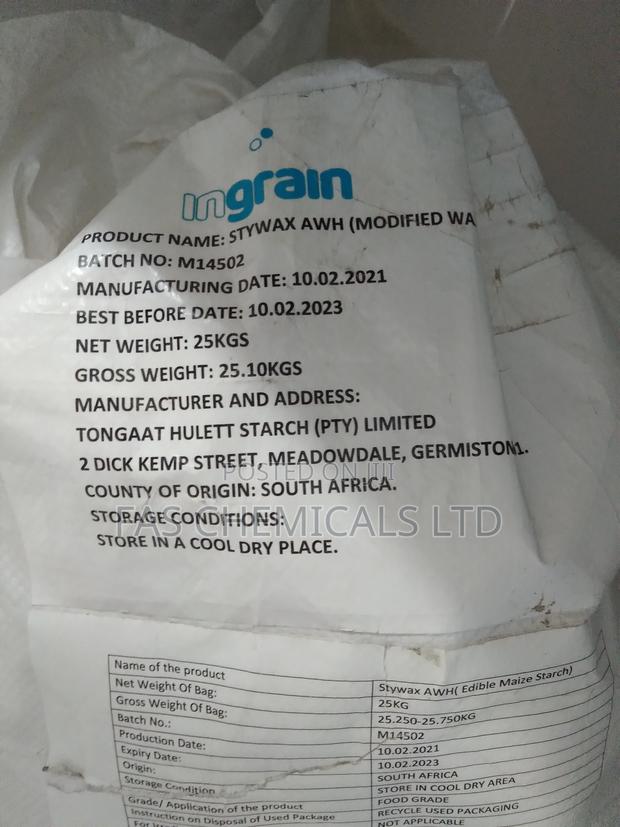 ingrain
PRODUCT NAME: STYWAX AWH (MODIFIED WA
BATCH NO: M14502
MANUFACTURING DATE: 10.02.2021
BEST BEFORE DATE: 10.02.2023
NET WEIGHT: 25KGS
GROSS WEIGHT: 25.10KGS
MANUFACTURER AND ADDRESS:
TONGAAT HULETT STARCH (PTY) LIMITED
2 DICK KEMP STREET, MEADOWDALE, GERMISTON1.
POSTED ON JIJI
COUNTY OF ORIGIN: SOUTH AFRICA.
FAS CHEMICALS LTD
STORAGE CONDITIONS:
STORE IN A COOL DRY PLACE.
Name of the product Stywax AWH( Edible Maize Starch)
Net Weight Of Bag: 25KG
Gross Weight Of Bag: 25.250-25.750KG
Batch No.: M14502
Production Date: 10.02.2021
Expiry Date: 10.02.2023
Origin: SOUTH AFRICA
Storage Condition STORE IN COOL DRY AREA
Grade/ Application of the product FOOD GRADE
Instruction on Disposal of Used Package RECYCLE USED PACKAGING
NOT APPLICABLE